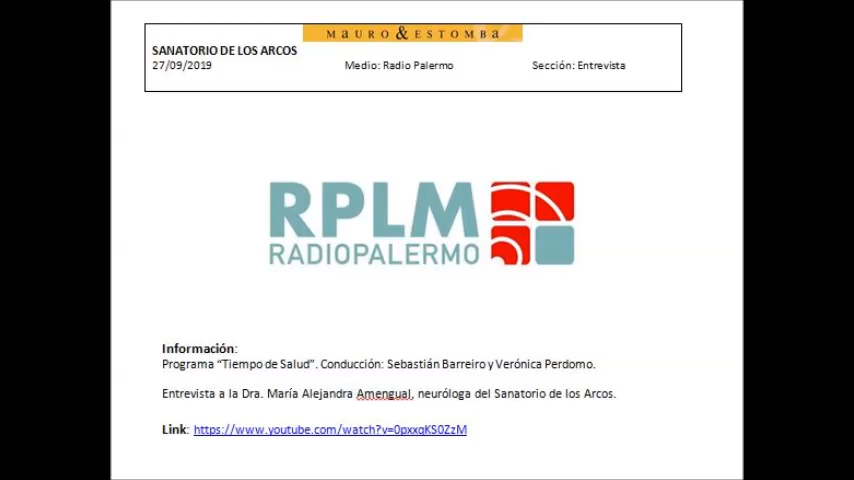 MaURO&ESTOMBa
SANATORIO DE LOS ARCOS
27/09/2019 Medio: Radio Palermo Sección: Entrevista
RPLM
RADIOPALERMO
Información:
Programa “Tiempo de Salud”. Conducción: Sebastián Barreiro y Verónica Perdomo.
Entrevista a la Dra. María Alejandra Amengual, neuróloga del Sanatorio de los Arcos.
Link: https://www.youtube.com/watch?v=0pxxqKS0ZzM